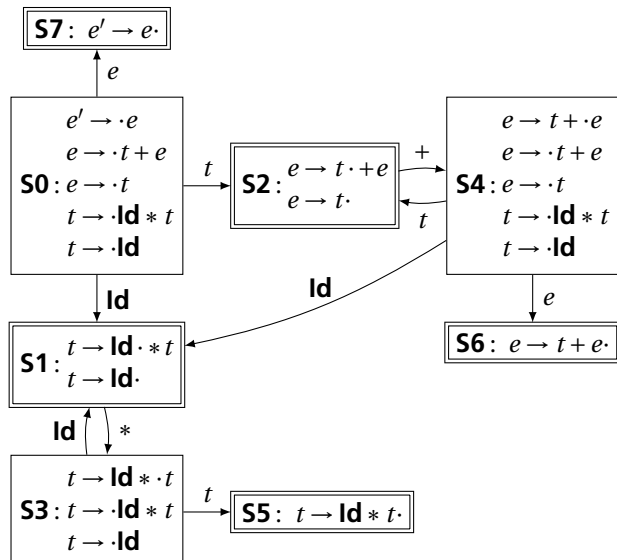 S7: e′ → e·
e
S0:
e′ → ·e
e → ·t + e
e → ·t
t → ·Id * t
t → ·Id
t
S2:
e → t· + e
e → t·
+
t
S4:
e → t + ·e
e → ·t + e
e → ·t
t → ·Id * t
t → ·Id
Id
Id
e
S1:
t → Id· * t
t → Id·
S6: e → t + e·
Id
*
S3:
t → Id * ·t
t → ·Id * t
t → ·Id
t
S5: t → Id * t·